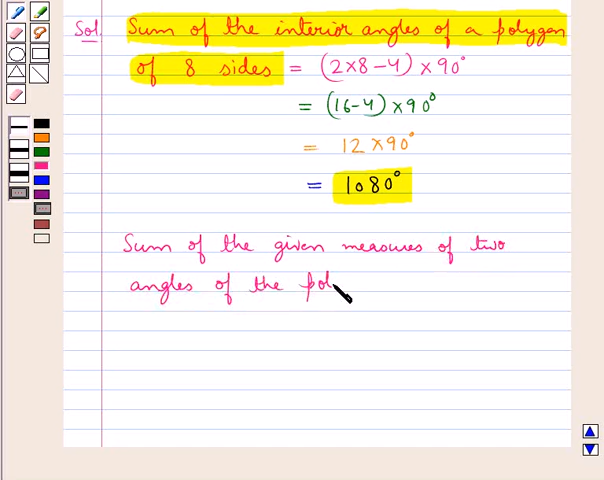 Sol. Sum of the interior angles of a polygon
of 8 sides = (2×8-4)×90°
= (16-4)×90°
= 12×90°
= 1080°
Sum of the given measures of two
angles of the pol